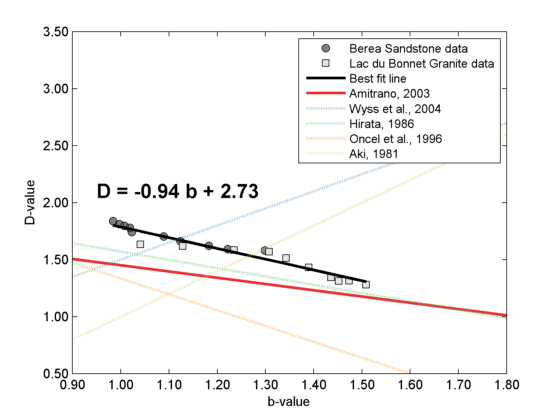 3.50
3.00
2.50
2.00
1.50
1.00
0.50
D-value
Berea Sandstone data
Lac du Bonnet Granite data
Best fit line
Amitrano, 2003
Wyss et al., 2004
Hirata, 1986
Oncel et al., 1996
Aki, 1981
D = -0.94 b + 2.73
0.90 1.00 1.10 1.20 1.30 1.40 1.50 1.60 1.70 1.80
b-value